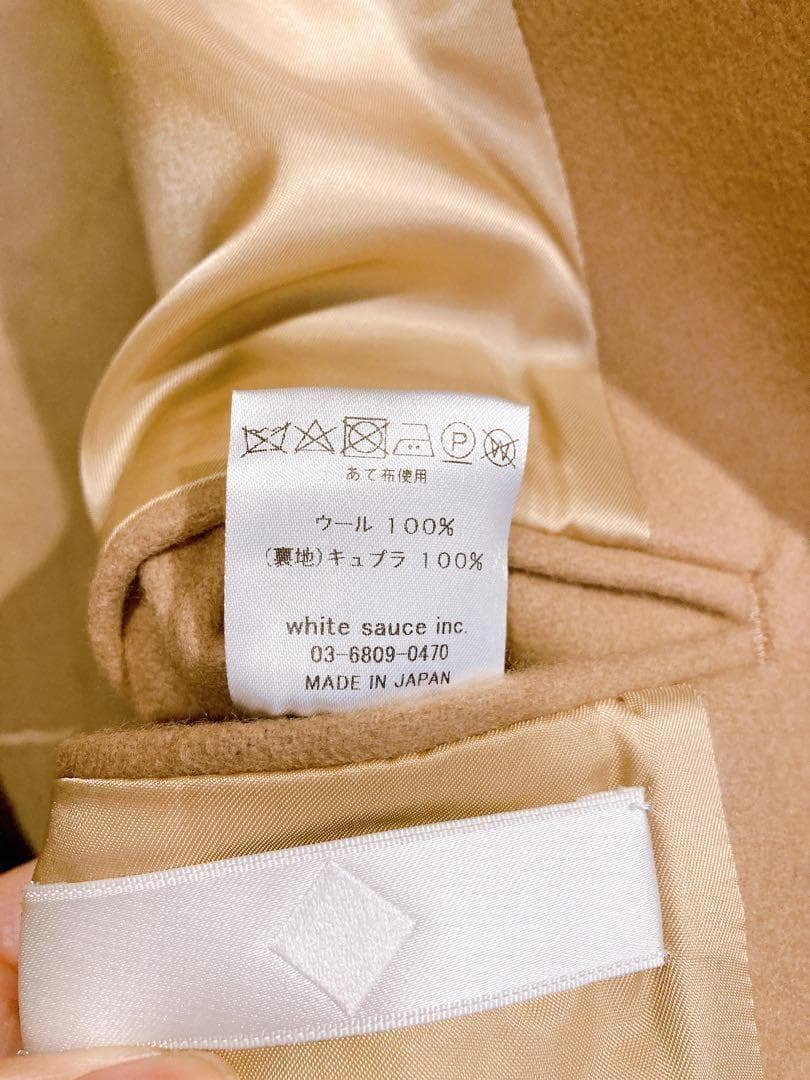 P W
あて布使用
ウール 100%
(裏地)キュプラ 100%
white sauce inc.
03-6809-0470
MADE IN JAPAN